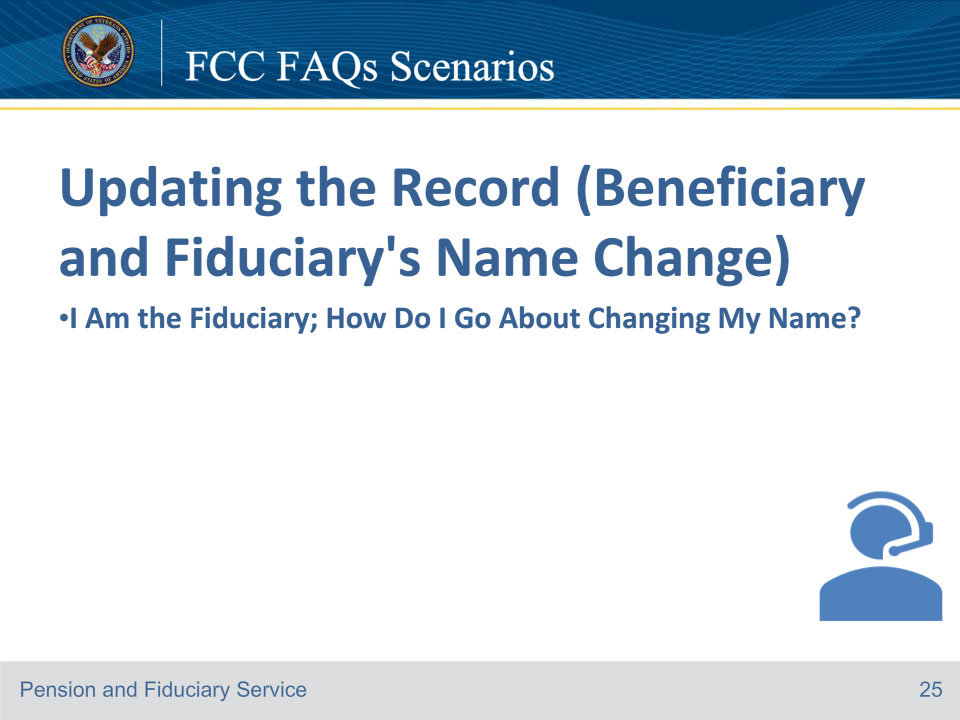 FCC FAQs Scenarios
Updating the Record (Beneficiary
and Fiduciary's Name Change)
•I Am the Fiduciary; How Do I Go About Changing My Name?
Pension and Fiduciary Service
25